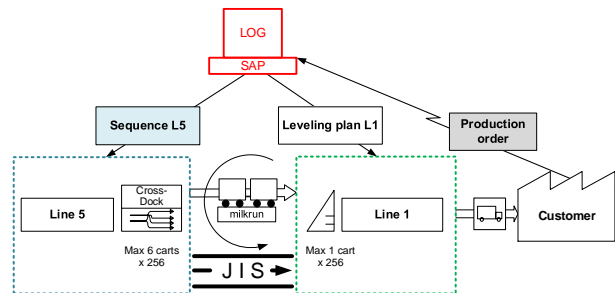 LOG
SAP
Sequence L5
Leveling plan L1
Production
order
Cross-
Dock
Line 5
milkrun
Line 1
Customer
Max 6 carts
x 256
Max 1 cart
x 256
JIS